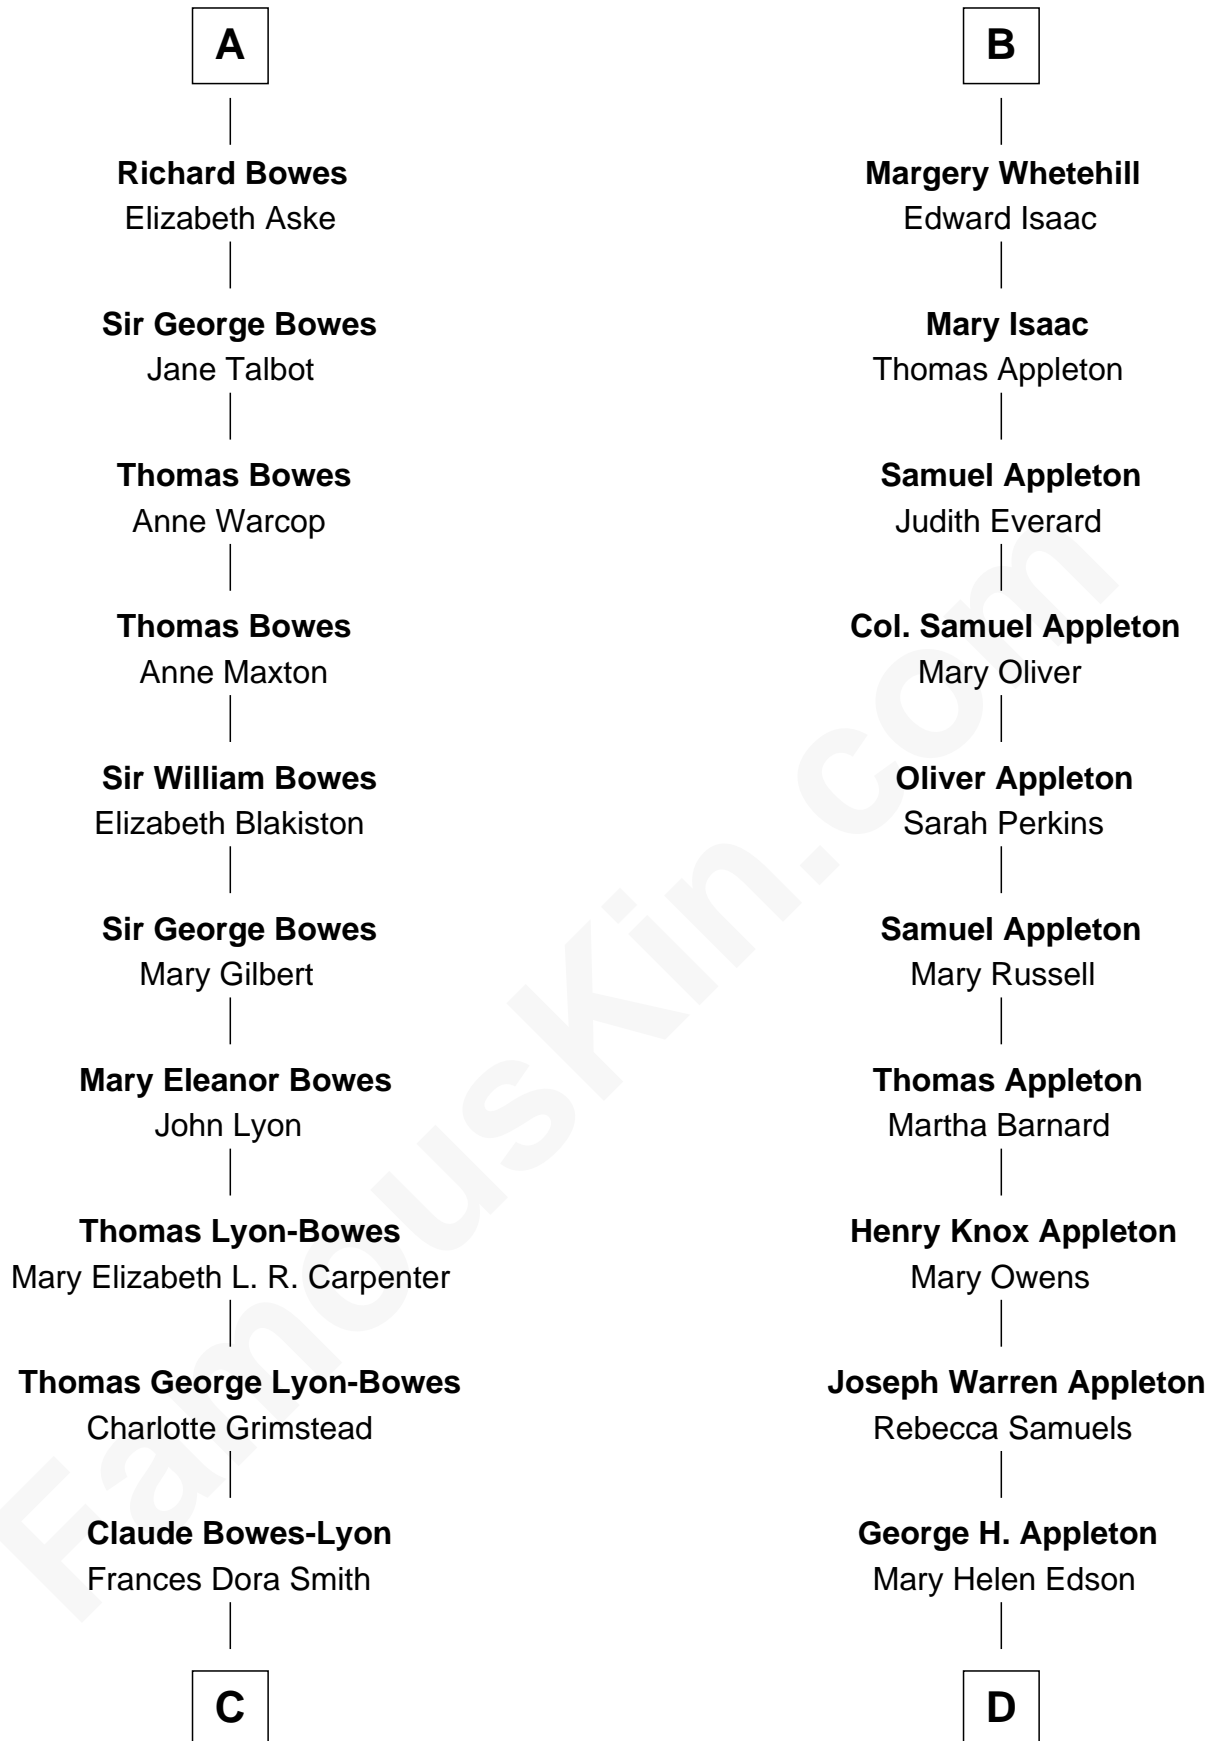 A
Richard Bowes
Elizabeth Aske
Sir George Bowes
Jane Talbot
Thomas Bowes
Anne Warcop
Thomas Bowes
Anne Maxton
Sir William Bowes
Elizabeth Blakiston
Sir George Bowes
Mary Gilbert
Mary Eleanor Bowes
John Lyon
Thomas Lyon-Bowes
Mary Elizabeth L. R. Carpenter
Thomas George Lyon-Bowes
Charlotte Grimstead
Claude Bowes-Lyon
Frances Dora Smith
C
B
Margery Whetehill
Edward Isaac
Mary Isaac
Thomas Appleton
Samuel Appleton
Judith Everard
Col. Samuel Appleton
Mary Oliver
Oliver Appleton
Sarah Perkins
Samuel Appleton
Mary Russell
Thomas Appleton
Martha Barnard
Henry Knox Appleton
Mary Owens
Joseph Warren Appleton
Rebecca Samuels
George H. Appleton
Mary Helen Edson
D
FamousKin.com